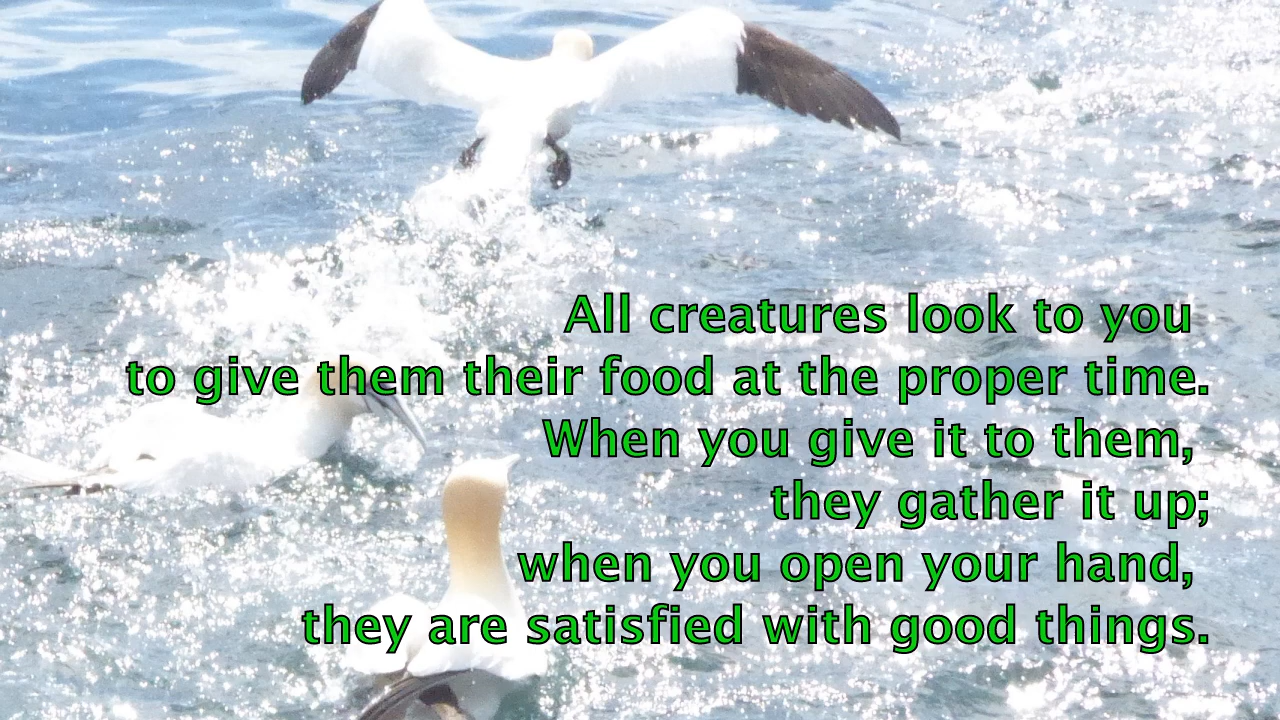 All creatures look to you
to give them their food at the proper time.
When you give it to them,
they gather it up;
when you open your hand,
they are satisfied with good things.